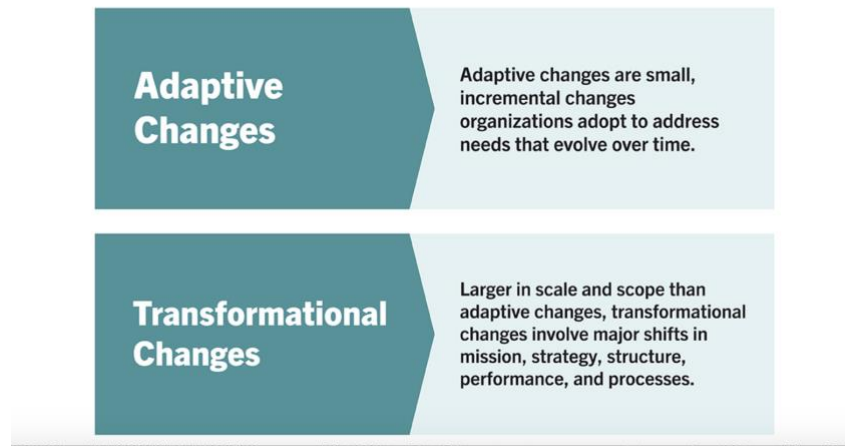 Adaptive
Changes
Adaptive changes are small,
incremental changes
organizations adopt to address
needs that evolve over time.
Transformational
Changes
Larger in scale and scope than
adaptive changes, transformational
changes involve major shifts in
mission, strategy, structure,
performance, and processes.